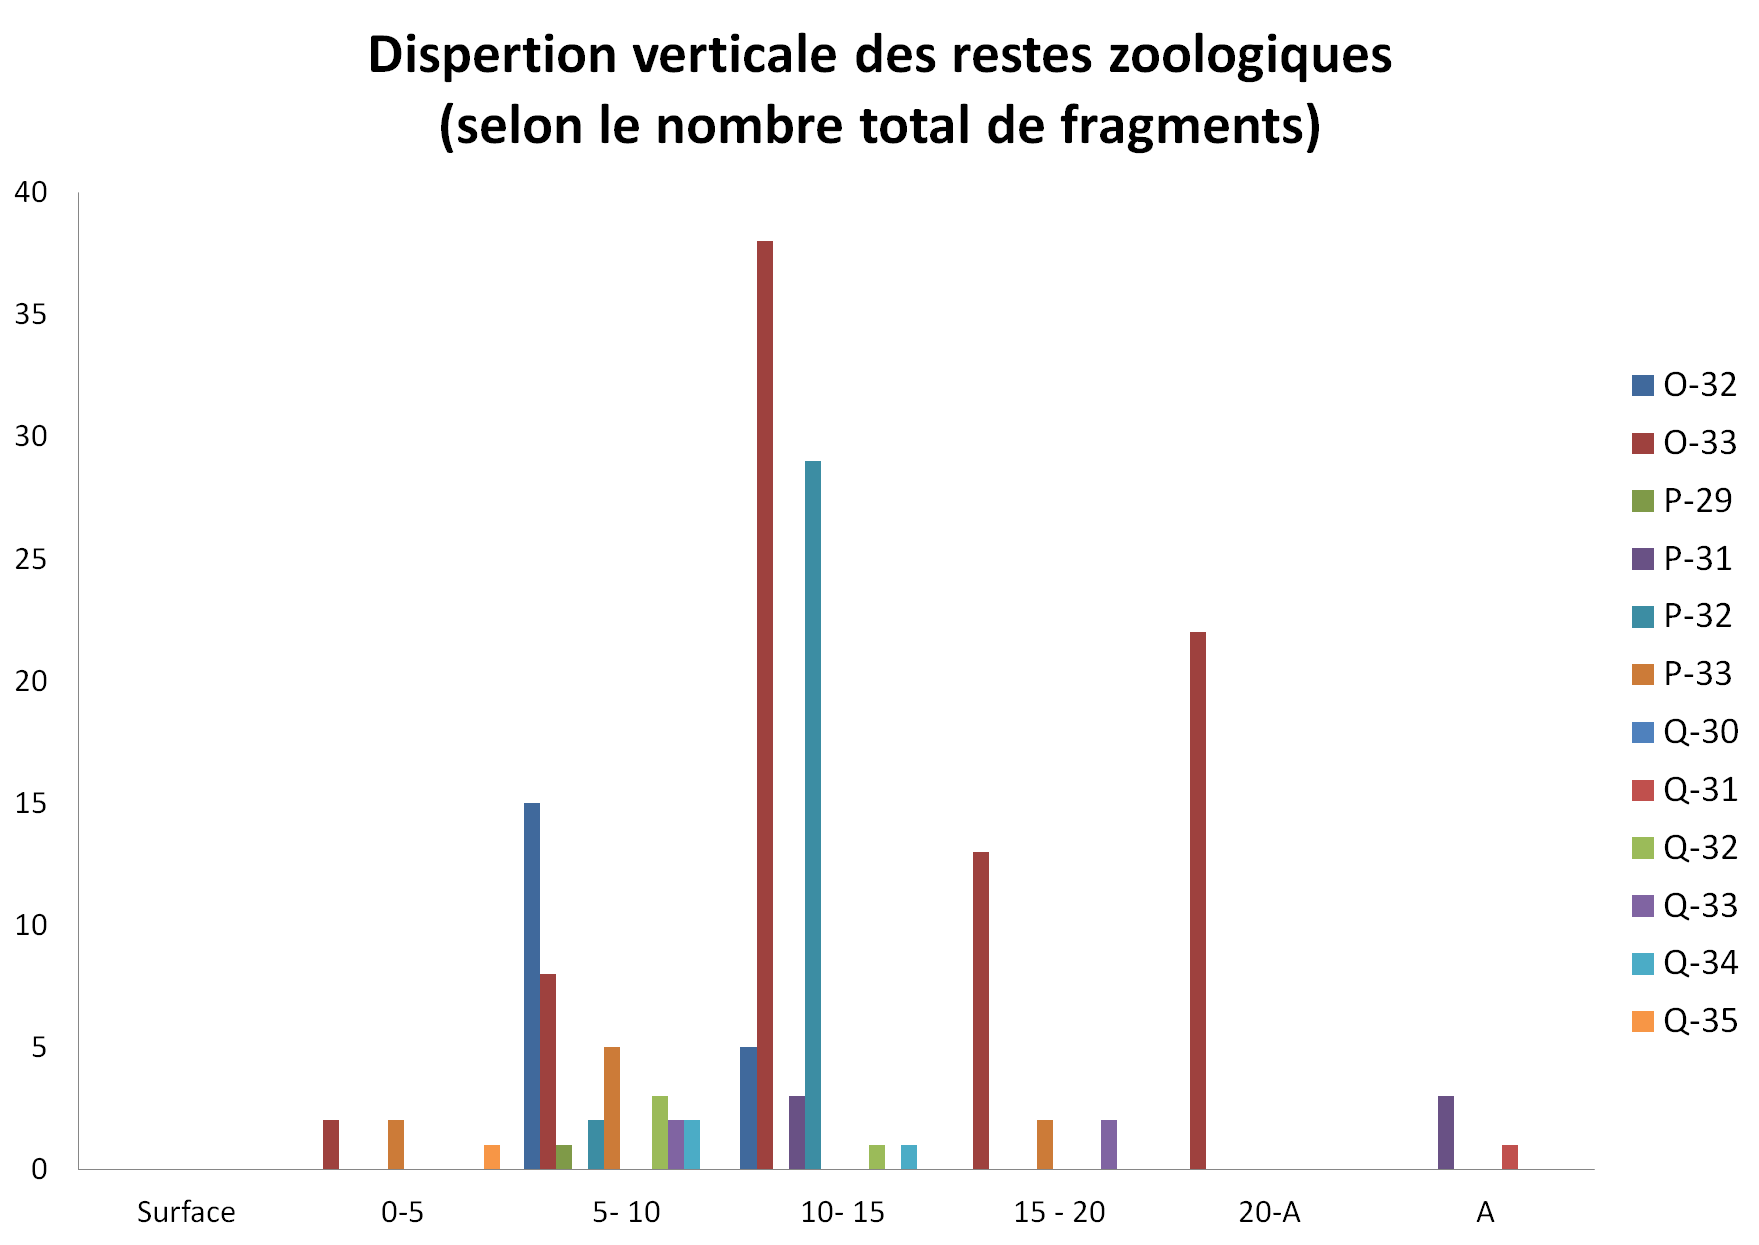 Dispertion verticale des restes zoologiques
(selon le nombre total de fragments)
40
35
30
25
20
15
10
5
0
Surface
0-5
5- 10
10- 15
15 - 20
20-A
A
O-32
O-33
P-29
P-31
P-32
P-33
Q-30
Q-31
Q-32
Q-33
Q-34
Q-35